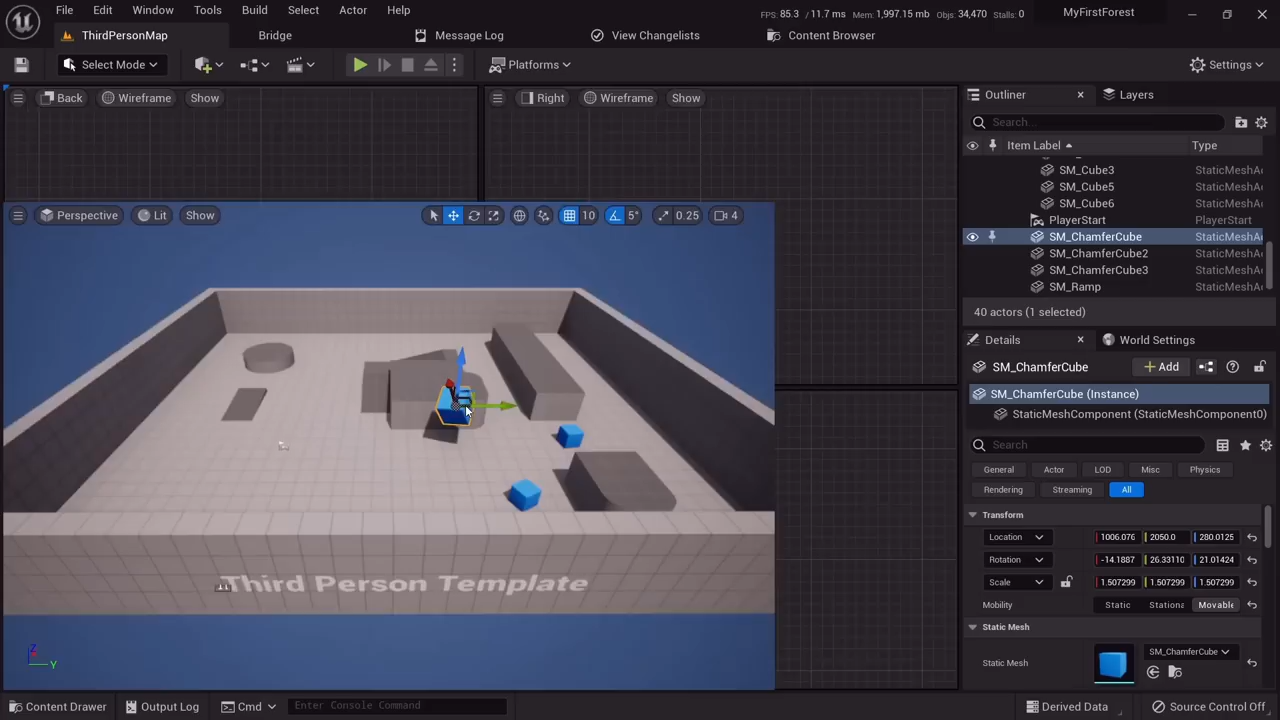 File Edit Window Tools Build Select Actor Help
FPS: 85.3 / 11.7 ms Mem: 1,997.15 mb Objs: 34,470 Stalls: 0
MyFirstForest
ThirdPersonMap
Bridge
Message Log
View Changelists
Content Browser
Select Mode
Platforms
Settings
Back Wireframe Show
Right Wireframe Show
Perspective Lit Show
10 5° 0.25 4
Third Person Template
Z
Y
Outliner
Layers
Search...
Item Label Type
SM_Cube3 StaticMeshA
SM_Cube5 StaticMeshA
SM_Cube6 StaticMeshA
PlayerStart PlayerStart
SM_ChamferCube StaticMeshA
SM_ChamferCube2 StaticMeshA
SM_ChamferCube3 StaticMeshA
SM_Ramp StaticMeshA
40 actors (1 selected)
Details
World Settings
SM_ChamferCube
Add
SM_ChamferCube (Instance)
StaticMeshComponent (StaticMeshComponent0)
Search
General Actor LOD Misc Physics
Rendering Streaming All
Transform
Location 1006.076 2050.0 280.0125
Rotation -14.1887 26.33110 21.01424
Scale 1.507299 1.507299 1.507299
Mobility Static Stationa Movable
Static Mesh
Static Mesh
SM_ChamferCube
Content Drawer Output Log Cmd Enter Console Command Derived Data Source Control Off